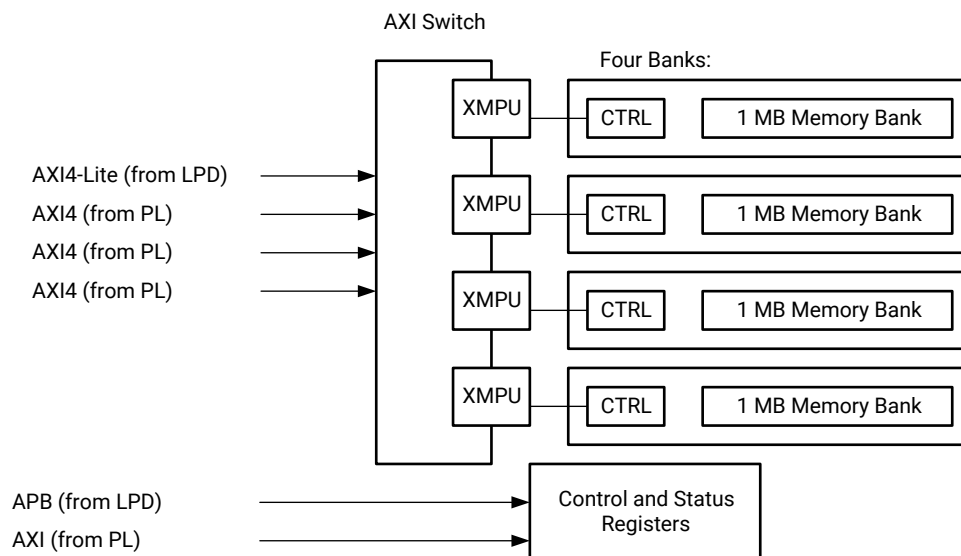 AXI Switch
Four Banks:
XMPU
CTRL
1 MB Memory Bank
AXI4-Lite (from LPD)
AXI4 (from PL)
AXI4 (from PL)
AXI4 (from PL)
XMPU
CTRL
1 MB Memory Bank
XMPU
CTRL
1 MB Memory Bank
XMPU
CTRL
1 MB Memory Bank
APB (from LPD)
AXI (from PL)
Control and Status
Registers